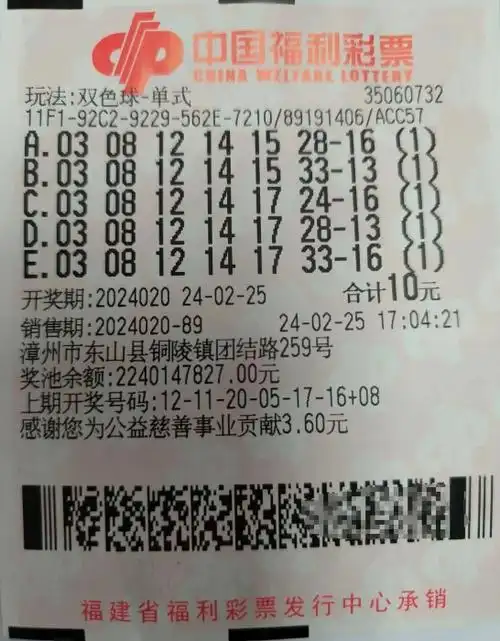 中国福利彩票
CHINA WELFARE LOTTERY
玩法:双色球-单式 35060732
11F1-92C2-9229-562E-7210/89191406/ACC57
A.03 08 12 14 15 28-16 (1)
B.03 08 12 14 15 33-13 (1)
C.03 08 12 14 17 24-16 (1)
D.03 08 12 14 17 28-13 (1)
E.03 08 12 14 17 33-16 (1)
开奖期:2024020 24-02-25 合计10元
销售期:2024020-89 24-02-25 17:04:21
漳州市东山县铜陵镇团结路259号
奖池余额:2240147827.00元
上期开奖号码:12-11-20-05-17-16+08
感谢您为公益慈善事业贡献3.60元
福建省福利彩票发行中心承销